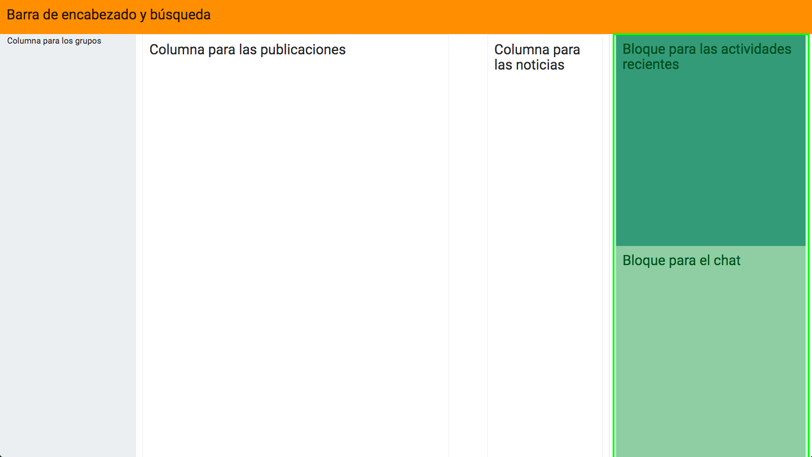 Barra de encabezado y búsqueda
Columna para los grupos
Columna para las publicaciones
Columna para
las noticias
Bloque para las actividades
recientes
Bloque para el chat